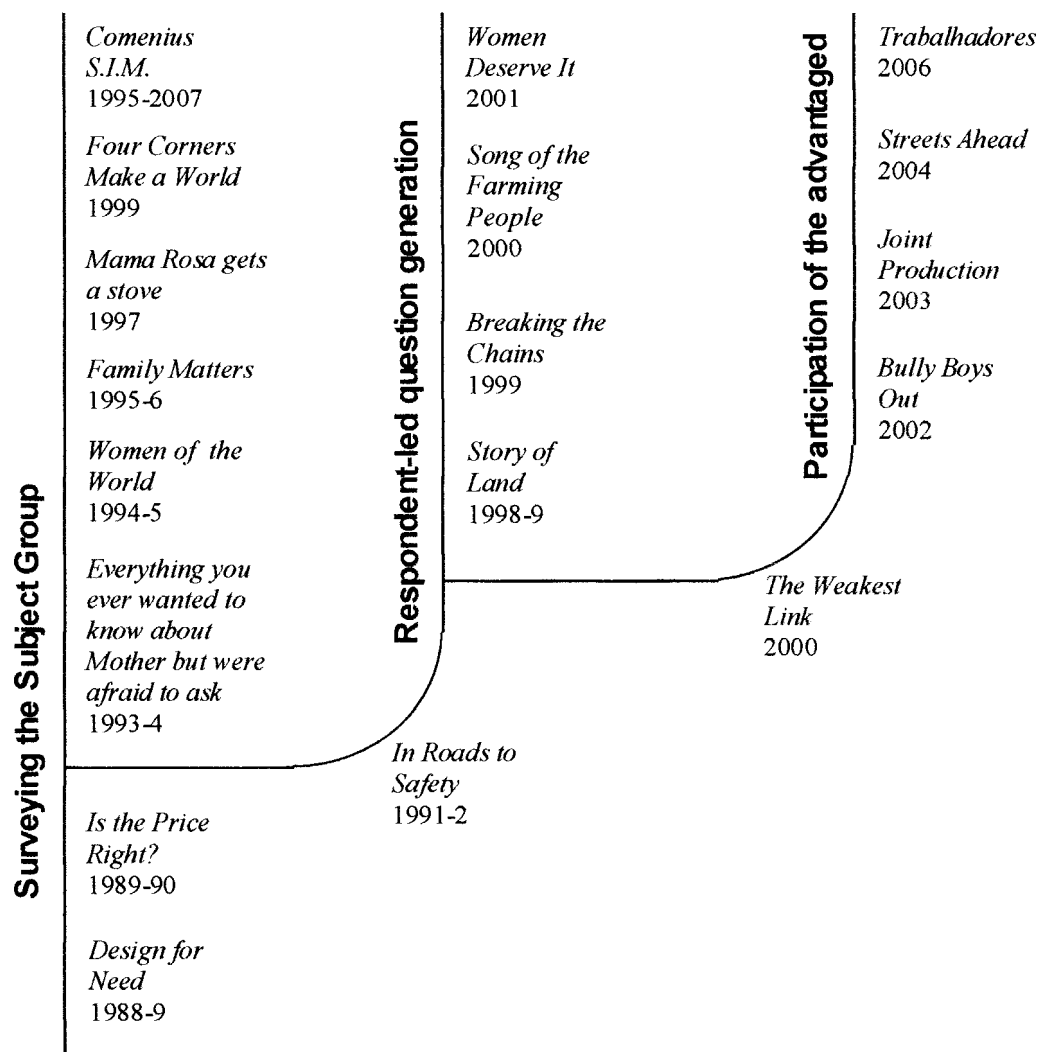 Surveying the Subject Group
Comenius
S.I.M.
1995-2007
Four Corners
Make a World
1999
Mama Rosa gets
a stove
1997
Family Matters
1995-6
Women of the
World
1994-5
Everything you
ever wanted to
know about
Mother but were
afraid to ask
1993-4
Is the Price
Right?
1989-90
Design for
Need
1988-9
Respondent-led question generation
In Roads to
Safety
1991-2
Women
Deserve It
2001
Song of the
Farming
People
2000
Breaking the
Chains
1999
Story of
Land
1998-9
Participation of the advantaged
The Weakest
Link
2000
Trabalhadores
2006
Streets Ahead
2004
Joint
Production
2003
Bully Boys
Out
2002